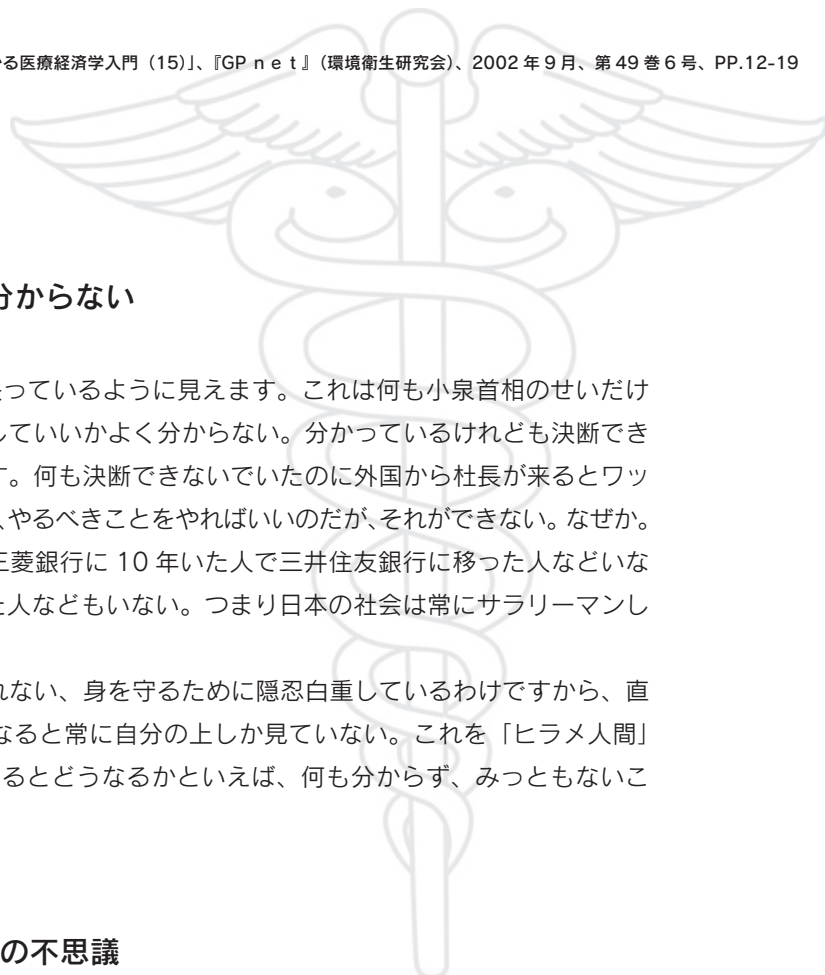 る医療経済学入門（15）」、『GP ｎｅｔ』（環境衛生研究会）、2002 年 9 月、第 49 巻 6 号、PP.12-19
分からない
っているように見えます。これは何も小泉首相のせいだけ
していいかよく分からない。分かっているけれども決断でき
す。何も決断できないでいたのに外国から社長が来るとワッ
、やるべきことをやればいいのだが、それができない。なぜか。
三菱銀行に 10 年いた人で三井住友銀行に移った人などいな
た人などもいない。つまり日本の社会は常にサラリーマンし
れない、身を守るために隠忍自重しているわけですから、直
なると常に自分の上しか見ていない。これを「ヒラメ人間」
るとどうなるかといえば、何も分からず、みっともないこ
の不思議